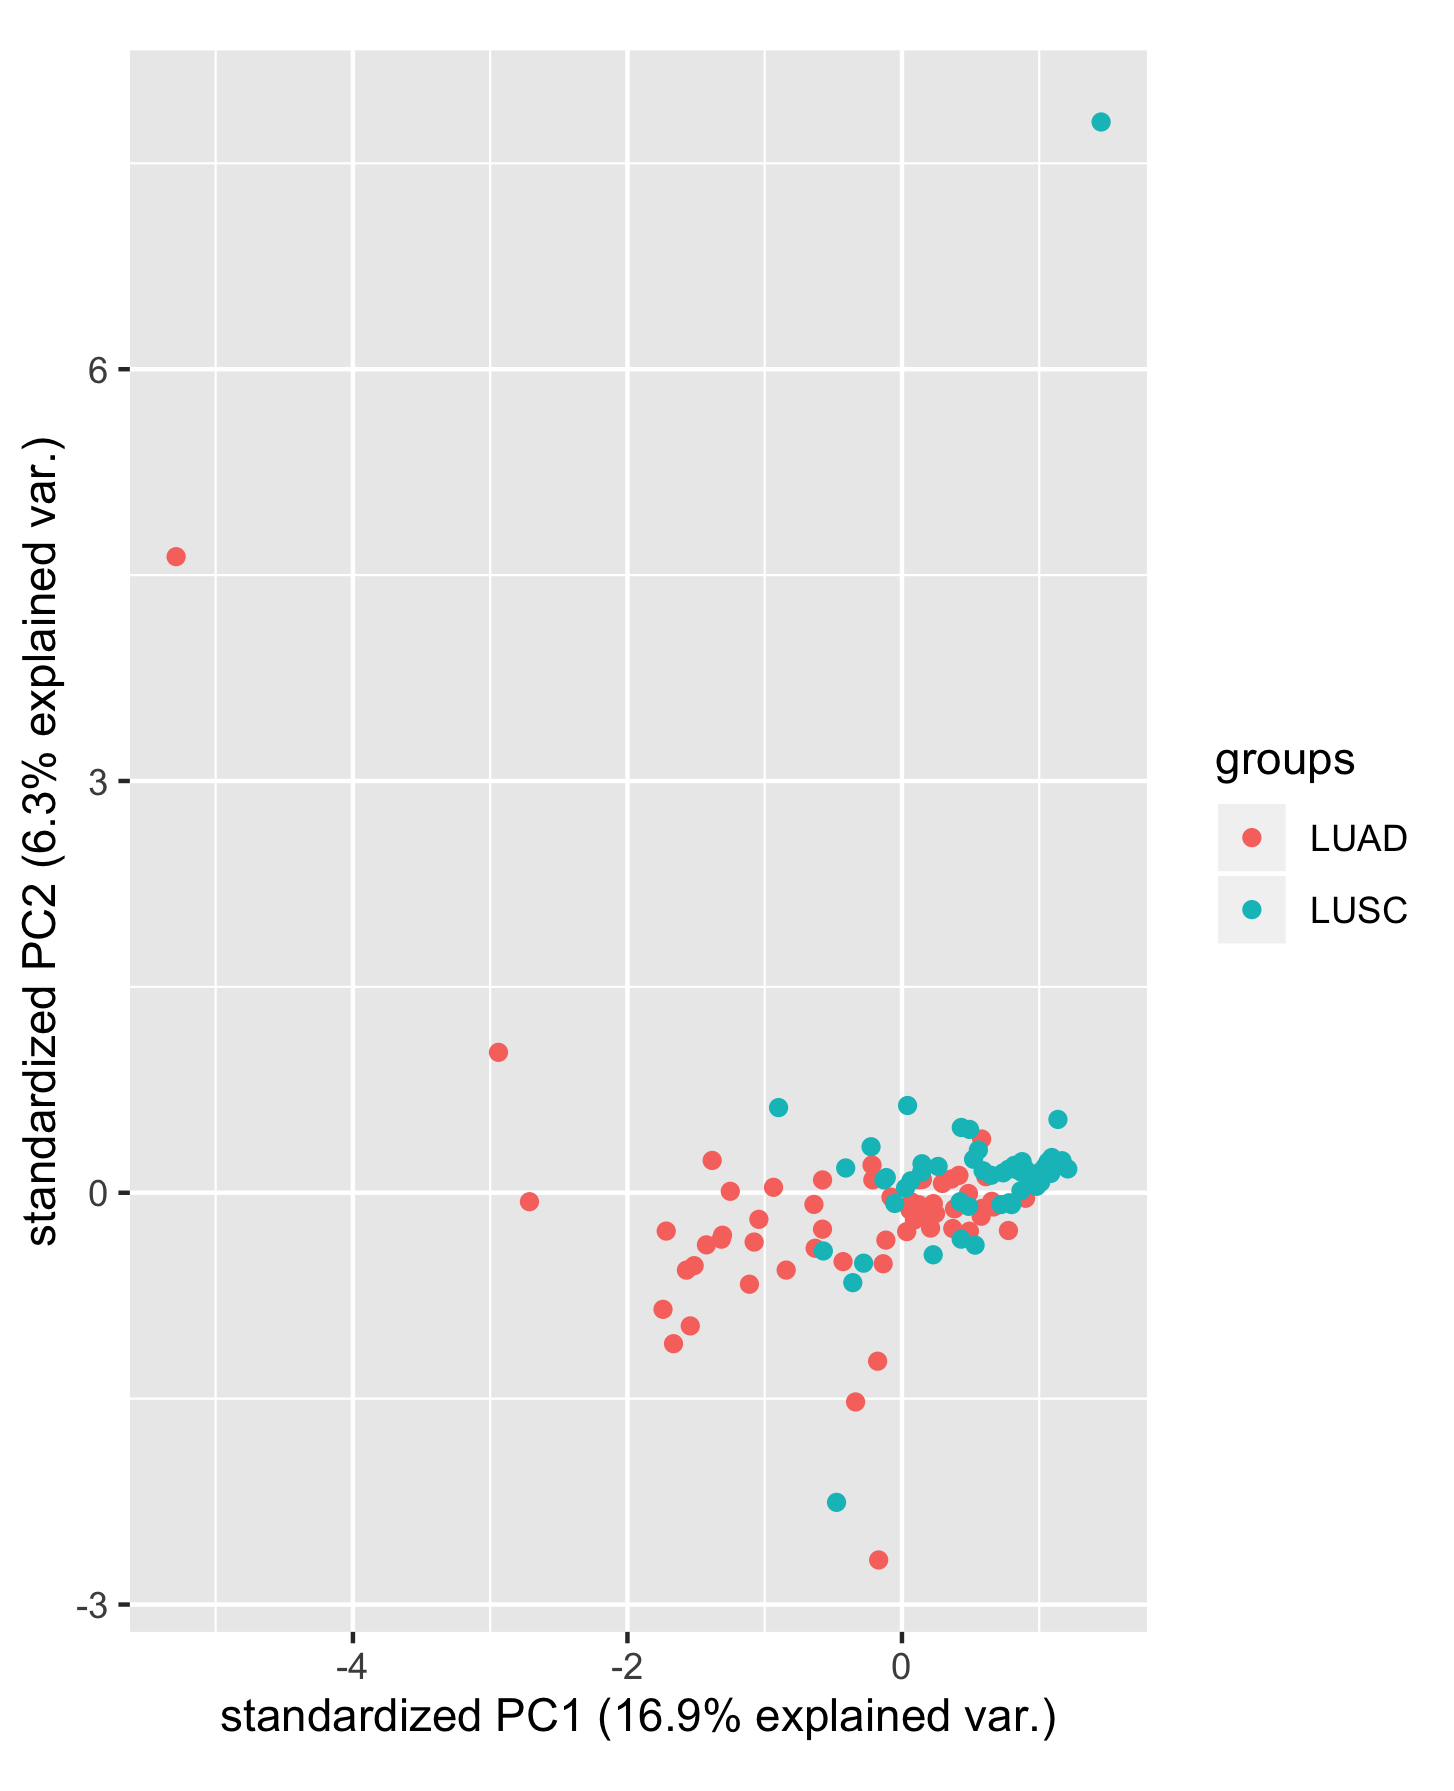 6
3
0
-3
-4
-2
0
standardized PC1 (16.9% explained var.)
standardized PC2 (6.3% explained var.)
groups
LUAD
LUSC